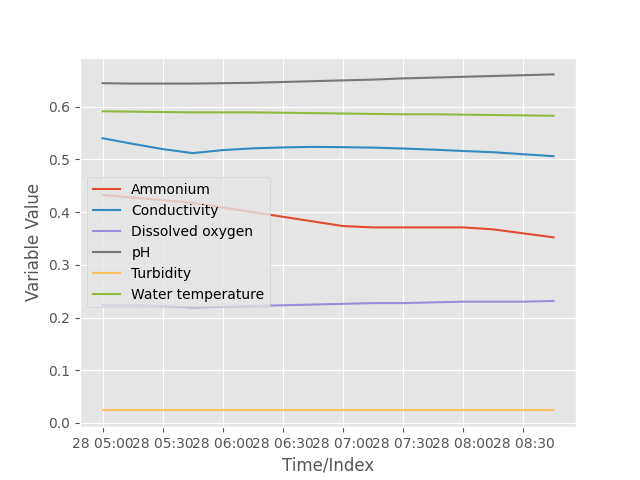 0.6
0.5
0.4
0.3
0.2
0.1
0.0
Variable Value
Ammonium
Conductivity
Dissolved oxygen
pH
Turbidity
Water temperature
28 05:00 28 05:30 28 06:00 28 06:30 28 07:00 28 07:30 28 08:00 28 08:30
Time/Index